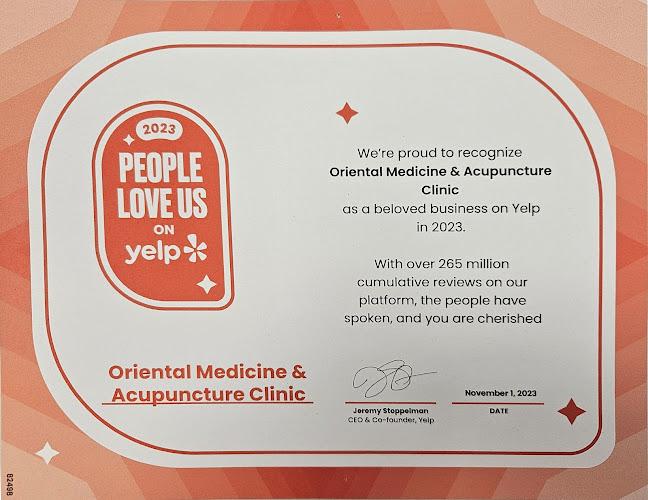 2023
PEOPLE
LOVE US
ON
yelp
Oriental Medicine &
Acupuncture Clinic
We're proud to recognize
Oriental Medicine & Acupuncture
Clinic
as a beloved business on Yelp
in 2023.
With over 265 million
cumulative reviews on our
platform, the people have
spoken, and you are cherished
Jeremy Stoppelman
CEO & Co-founder, Yelp
November 1, 2023
DATE
82498